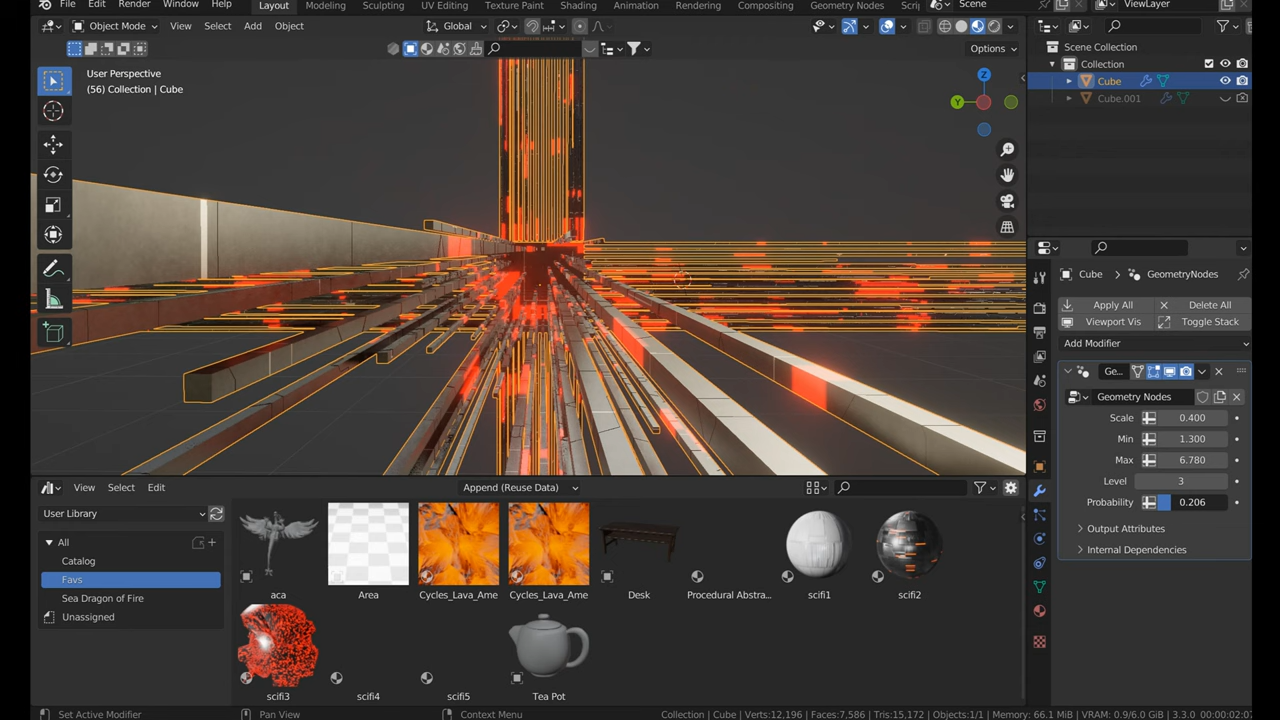 File Edit Render Window Help Layout Modeling Sculpting UV Editing Texture Paint Shading Animation Rendering Compositing Geometry Nodes Scrip Scene ViewLayer
Object Mode View Select Add Object Global
Options
User Perspective
(56) Collection | Cube
Z
Y
Scene Collection
Collection
Cube
Cube.001
Cube GeometryNodes
Apply All Delete All
Viewport Vis Toggle Stack
Add Modifier
Ge...
Geometry Nodes
Scale 0.400
Min 1.300
Max 6.780
Level 3
Probability 0.206
Output Attributes
Internal Dependencies
View Select Edit Append (Reuse Data)
User Library
All
Catalog
Favs
Sea Dragon of Fire
Unassigned
aca Area Cycles_Lava_Ame Cycles_Lava_Ame Desk Procedural Abstra... scifi1 scifi2
scifi3 scifi4 scifi5 Tea Pot
Set Active Modifier Pan View Context Menu Collection | Cube | Verts:12,196 | Faces:7,586 | Tris:15,172 | Objects:1/1 | Memory: 66.1 MiB | VRAM: 0.9/6.0 GiB | 3.3.0 00:00:02:07